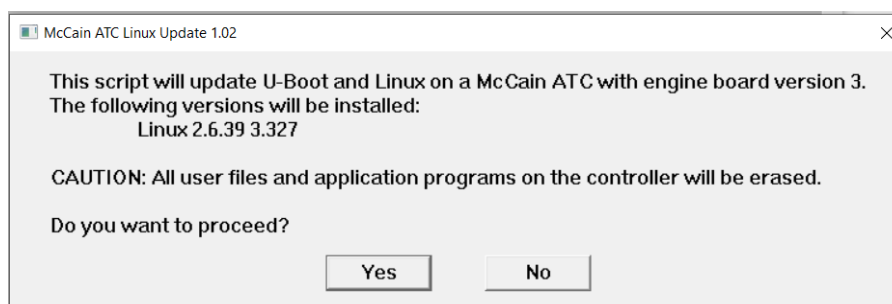 McCain ATC Linux Update 1.02
This script will update U-Boot and Linux on a McCain ATC with engine board version 3.
The following versions will be installed:
Linux 2.6.39 3.327
CAUTION: All user files and application programs on the controller will be erased.
Do you want to proceed?
Yes No